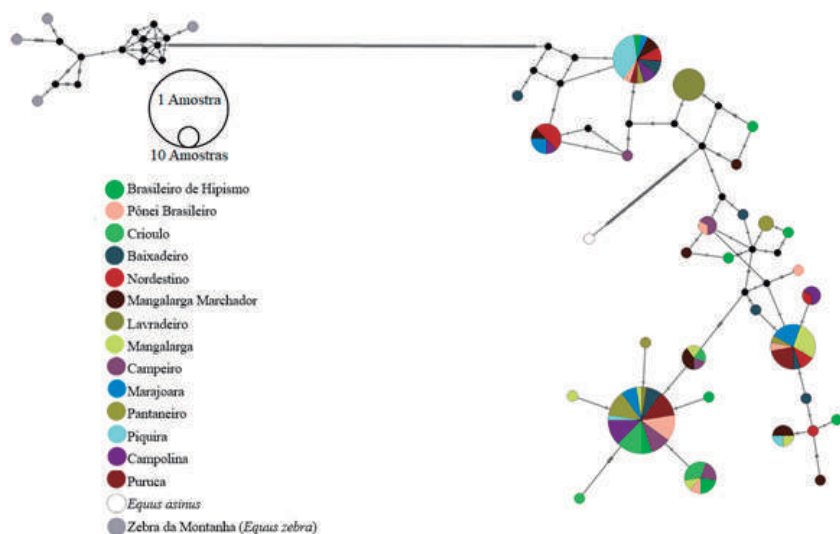 1 Amostra
10 Amostras
Brasileiro de Hipismo
Pônei Brasileiro
Crioulo
Baixadeiro
Nordestino
Mangalarga Marchador
Lavradeiro
Mangalarga
Campeiro
Marajoara
Pantaneiro
Piquira
Campolina
Puruca
Equus asinus
Zebra da Montanha (Equus zebra)